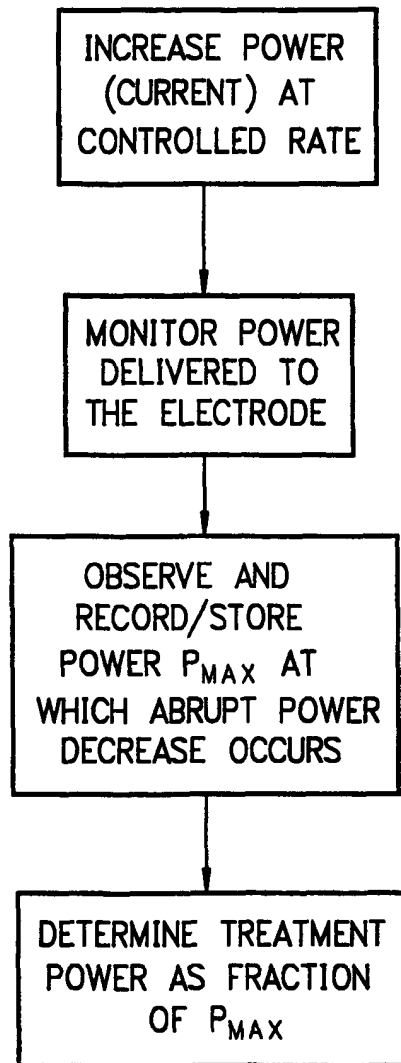 INCREASE POWER
(CURRENT) AT
CONTROLLED RATE
MONITOR POWER
DELIVERED TO
THE ELECTRODE
OBSERVE AND
RECORD/STORE
POWER PMAX AT
WHICH ABRUPT POWER
DECREASE OCCURS
DETERMINE TREATMENT
POWER AS FRACTION
OF PMAX